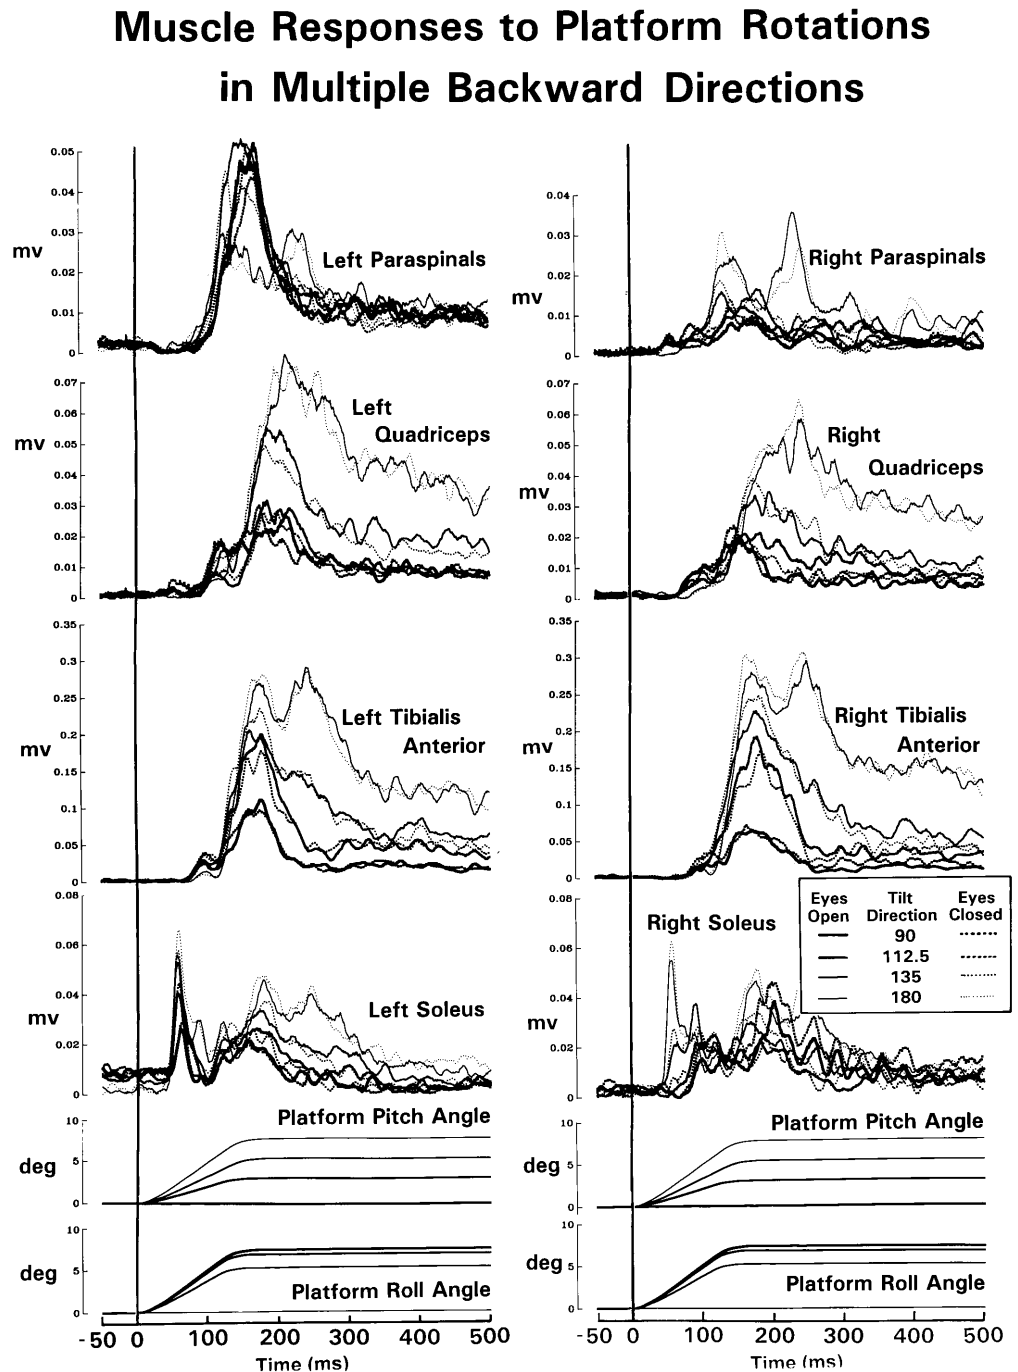 Muscle Responses to Platform Rotations
in Multiple Backward Directions
0.05
0.04
0.03
0.02
0.01
0
mv
Left Paraspinals
0.04
0.03
0.02
0.01
0
mv
Right Paraspinals
0.07
0.06
0.05
0.04
0.03
0.02
0.01
0
mv
Left
Quadriceps
0.07
0.06
0.05
0.04
0.03
0.02
0.01
0
mv
Right
Quadriceps
0.35
0.3
0.25
0.2
0.15
0.1
0.05
0
mv
Left Tibialis
Anterior
0.35
0.3
0.25
0.2
0.15
0.1
0.05
0
mv
Right Tibialis
Anterior
0.08
0.06
0.04
0.02
0
mv
Left Soleus
0.08
0.06
0.04
0.02
0
mv
Right Soleus
Eyes Tilt Eyes
Open Direction Closed
90
112.5
135
180
10
5
0
deg
Platform Pitch Angle
10
5
0
deg
Platform Pitch Angle
10
5
0
deg
Platform Roll Angle
10
5
0
deg
Platform Roll Angle
-50 0 100 200 300 400 500
Time (ms)
-50 0 100 200 300 400 500
Time (ms)